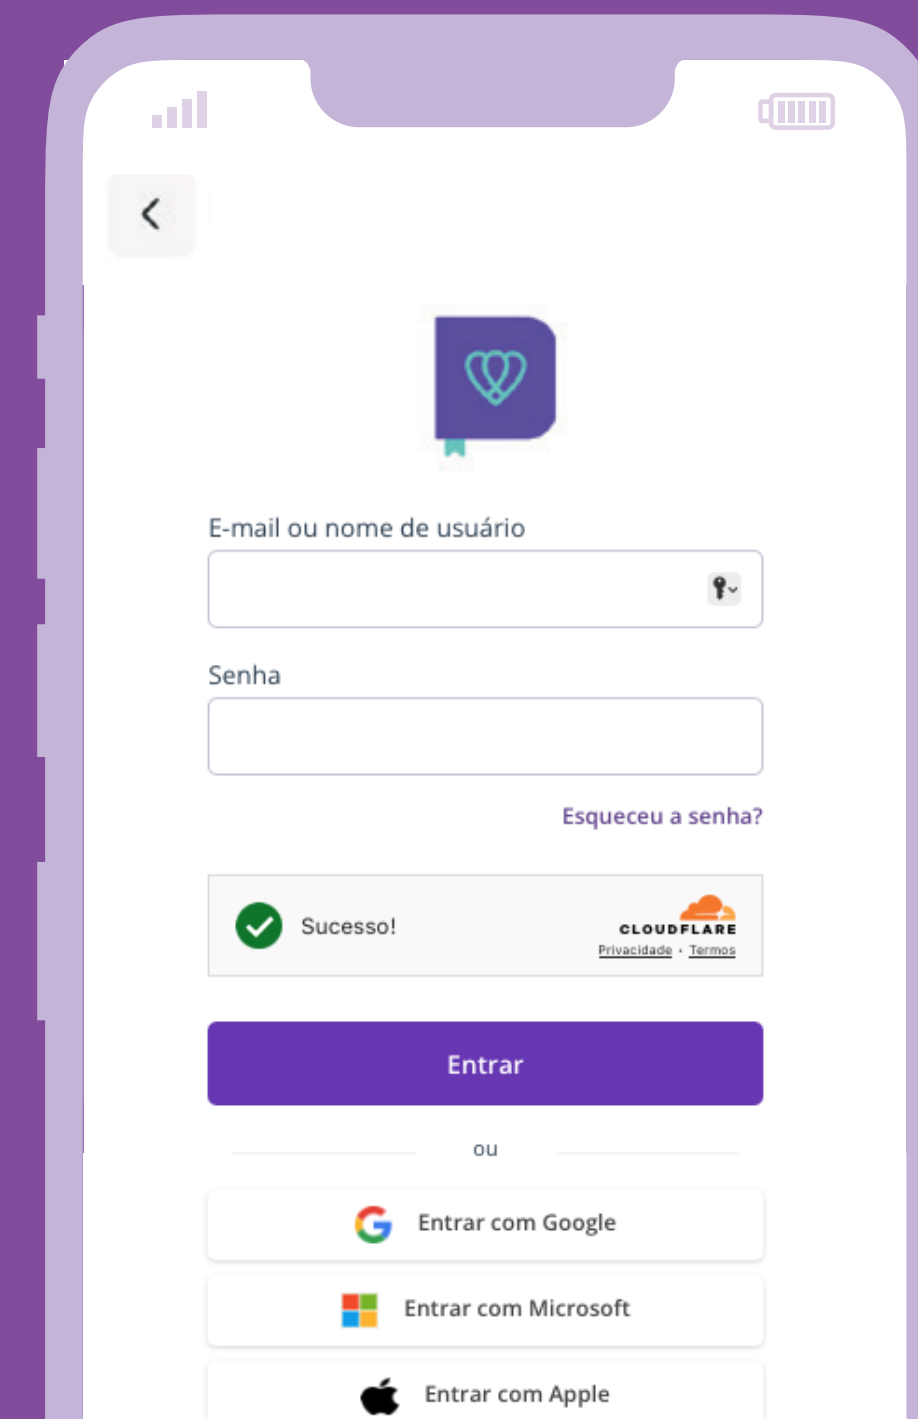 E-mail ou nome de usuário
Senha
Esqueceu a senha?
Sucesso!
CLOUDFLARE
Privacidade • Termos
Entrar
ou
Entrar com Google
Entrar com Microsoft
Entrar com Apple